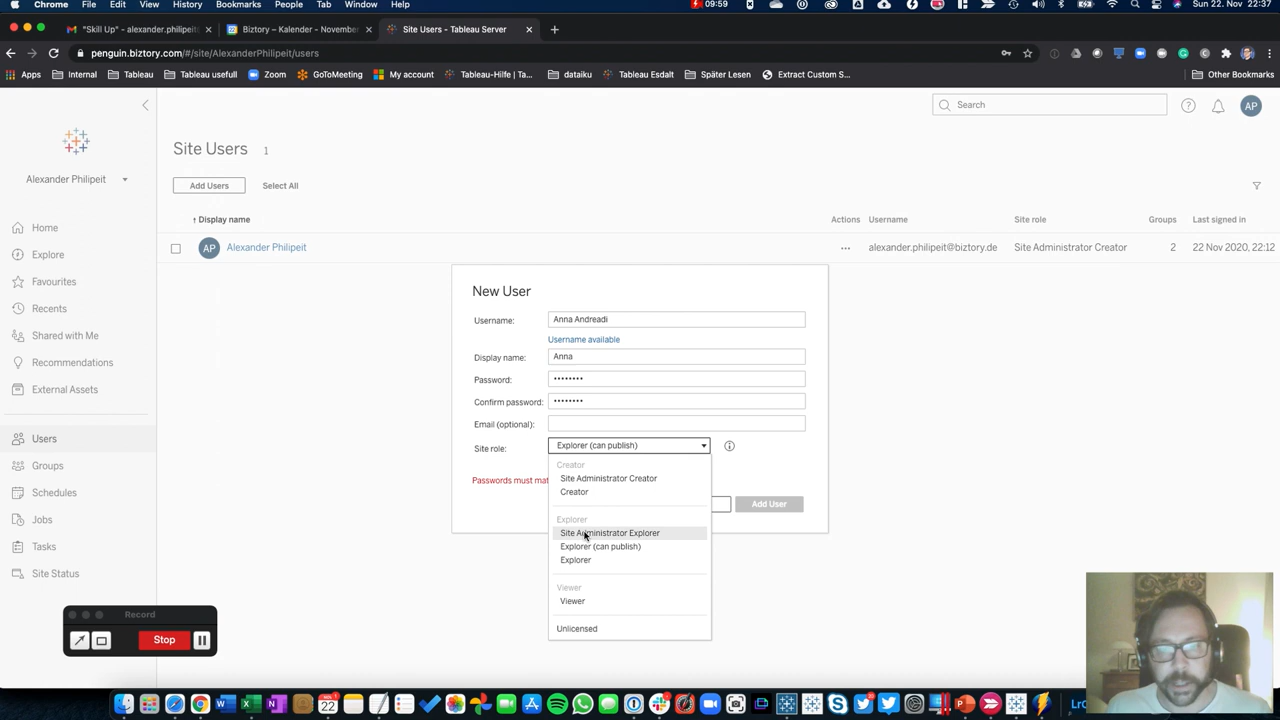 Chrome File Edit View History Bookmarks People Tab Window Help 09:59 Sun 22. Nov 22:37
"Skill Up" - alexander.philipeit@ Biztory – Kalender - November Site Users - Tableau Server
penguin.biztory.com/#/site/AlexanderPhilipeit/users
Apps Internal Tableau Tableau usefull Zoom GoToMeeting My account Tableau-Hilfe | Ta... dataiku Tableau Esdalt Später Lesen Extract Custom S... Other Bookmarks
Search
AP
Site Users 1
Alexander Philipeit
Add Users Select All
Display name Actions Username Site role Groups Last signed in
AP Alexander Philipeit ... alexander.philipeit@biztory.de Site Administrator Creator 2 22 Nov 2020, 22:12
Home
Explore
Favourites
Recents
Shared with Me
Recommendations
External Assets
Users
Groups
Schedules
Jobs
Tasks
Site Status
New User
Username: Anna Andreadi
Username available
Display name: Anna
Password: ••••••••
Confirm password: ••••••••
Email (optional):
Site role: Explorer (can publish)
Passwords must mat
Add User
Creator
Site Administrator Creator
Creator
Explorer
Site Administrator Explorer
Explorer (can publish)
Explorer
Viewer
Viewer
Unlicensed
Record
Stop
NOV
22
LrC